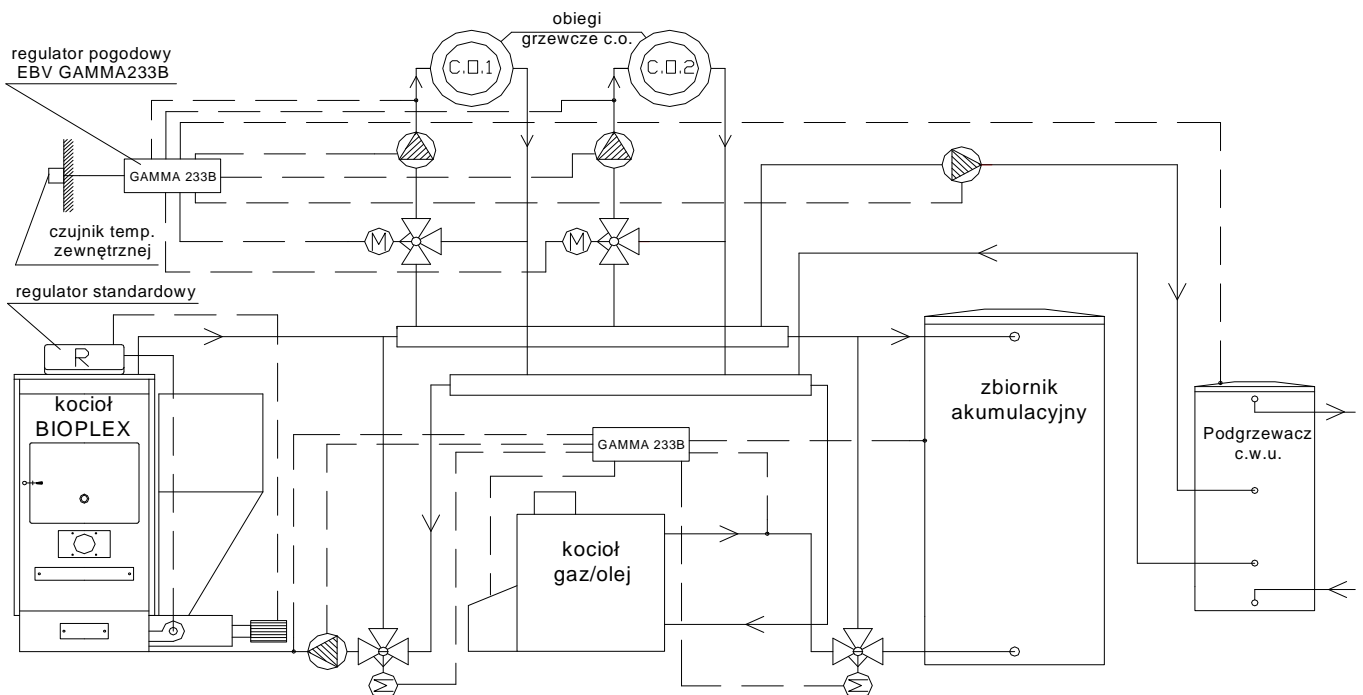 obiegi
grzewcze c.o.
regulator pogodowy
EBV GAMMA233B
C.O.1
C.O.2
GAMMA 233B
M
M
czujnik temp.
zewnętrznej
regulator standardowy
R
kocioł
BIOPLEX
zbiornik
akumulacyjny
Podgrzewacz
c.w.u.
GAMMA 233B
kocioł
gaz/olej
M
M